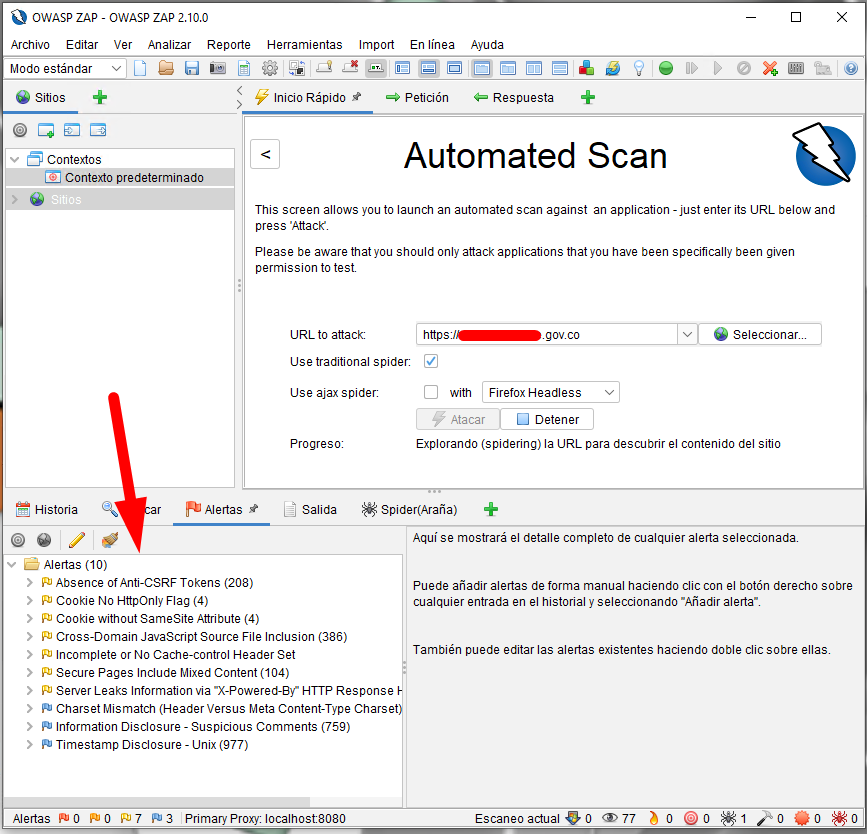 OWASP ZAP - OWASP ZAP 2.10.0
Archivo Editar Ver Analizar Reporte Herramientas Import En línea Ayuda
Modo estándar
Sitios
Inicio Rápido Petición Respuesta
Contextos
Contexto predeterminado
Sitios
<
Automated Scan
This screen allows you to launch an automated scan against an application - just enter its URL below and
press 'Attack'.
Please be aware that you should only attack applications that you have been specifically been given
permission to test.
URL to attack: https:/ .gov.co Seleccionar...
Use traditional spider:
Use ajax spider: with Firefox Headless
Atacar Detener
Progreso: Explorando (spidering) la URL para descubrir el contenido del sitio
Historia car Alertas Salida Spider(Araña)
Alertas (10)
Absence of Anti-CSRF Tokens (208)
Cookie No HttpOnly Flag (4)
Cookie without SameSite Attribute (4)
Cross-Domain JavaScript Source File Inclusion (386)
Incomplete or No Cache-control Header Set
Secure Pages Include Mixed Content (104)
Server Leaks Information via "X-Powered-By" HTTP Response H
Charset Mismatch (Header Versus Meta Content-Type Charset)
Information Disclosure - Suspicious Comments (759)
Timestamp Disclosure - Unix (977)
Aquí se mostrará el detalle completo de cualquier alerta seleccionada.
Puede añadir alertas de forma manual haciendo clic con el botón derecho sobre
cualquier entrada en el historial y seleccionando "Añadir alerta".
También puede editar las alertas existentes haciendo doble clic sobre ellas.
Alertas 0 0 7 3 Primary Proxy: localhost:8080 Escaneo actual 0 77 0 0 1 0 0 0